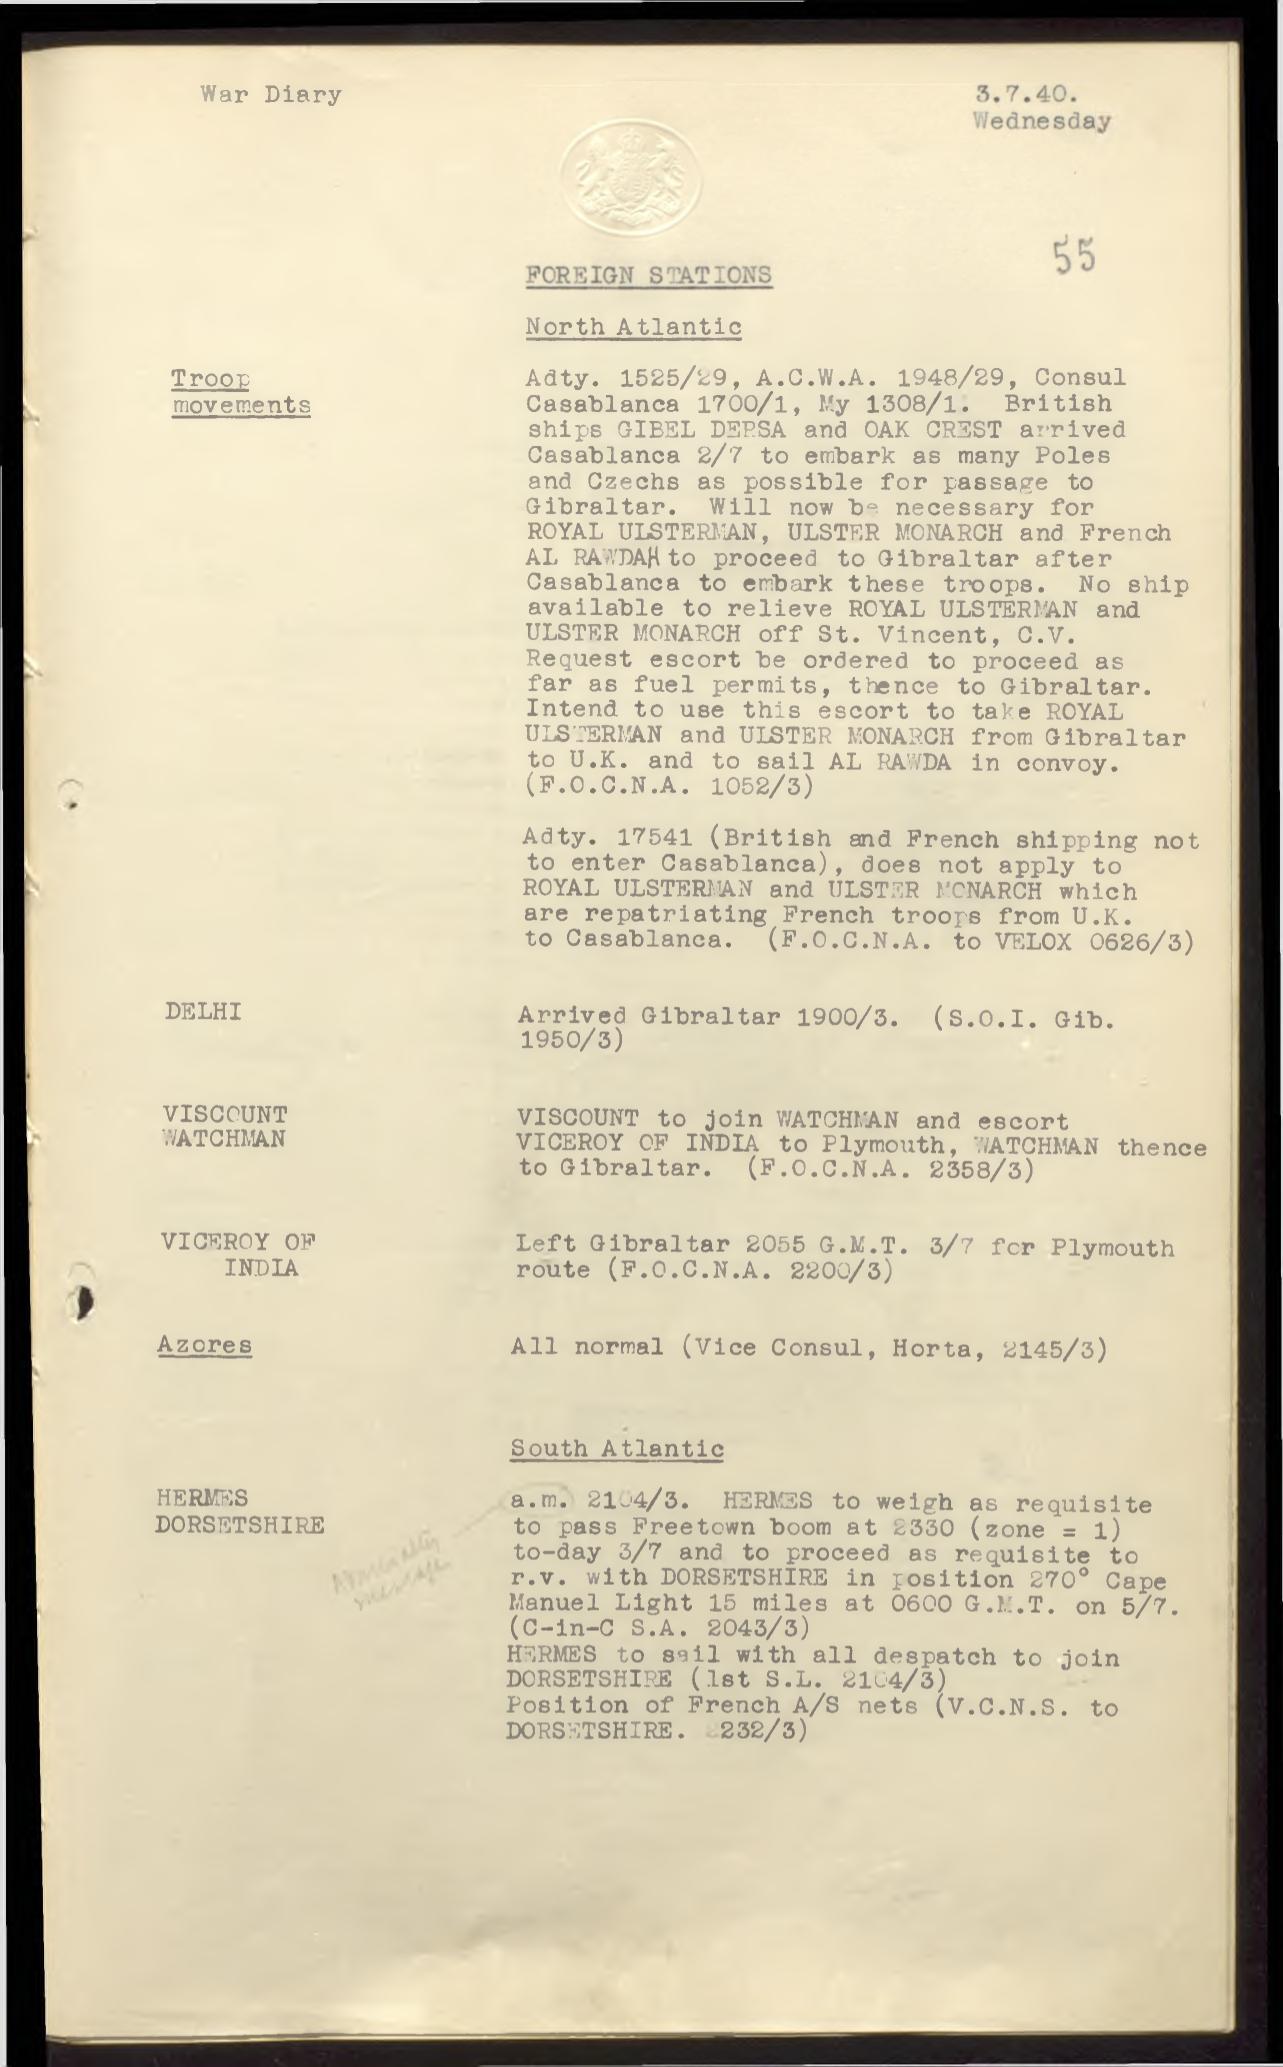 War Diary
3.7.40.
Wednesday
55
FOREIGN STATIONS
North Atlantic
Troop
movements
Adty. 1525/29, A.C.W.A. 1948/29, Consul
Casablanca 1700/1, My 1308/1. British
ships GIBEL DERSA and OAK CREST arrived
Casablanca 2/7 to embark as many Poles
and Czechs as possible for passage to
Gibraltar. Will now be necessary for
ROYAL ULSTERMAN, ULSTER MONARCH and French
AL RAWDAH to proceed to Gibraltar after
Casablanca to embark these troops. No ship
available to relieve ROYAL ULSTERMAN and
ULSTER MONARCH off St. Vincent, C.V.
Request escort be ordered to proceed as
far as fuel permits, thence to Gibraltar.
Intend to use this escort to take ROYAL
ULSTERMAN and ULSTER MONARCH from Gibraltar
to U.K. and to sail AL RAWDA in convoy.
(F.O.C.N.A. 1052/3)
Adty. 17541 (British and French shipping not
to enter Casablanca), does not apply to
ROYAL ULSTERMAN and ULSTER MONARCH which
are repatriating French troops from U.K.
to Casablanca. (F.O.C.N.A. to VELOX 0626/3)
DELHI
Arrived Gibraltar 1900/3. (S.O.I. Gib.
1950/3)
VISCOUNT
WATCHMAN
VISCOUNT to join WATCHMAN and escort
VICEROY OF INDIA to Plymouth, WATCHMAN thence
to Gibraltar. (F.O.C.N.A. 2358/3)
VICEROY OF
INDIA
Left Gibraltar 2055 G.M.T. 3/7 for Plymouth
route (F.O.C.N.A. 2200/3)
Azores
All normal (Vice Consul, Horta, 2145/3)
South Atlantic
HERMES
DORSETSHIRE
a.m. 2104/3. HERMES to weigh as requisite
to pass Freetown boom at 2330 (zone = 1)
to-day 3/7 and to proceed as requisite to
r.v. with DORSETSHIRE in position 270° Cape
Manuel Light 15 miles at 0600 G.M.T. on 5/7.
(C-in-C S.A. 2043/3)
HERMES to sail with all despatch to join
DORSETSHIRE (1st S.L. 2104/3)
Position of French A/S nets (V.C.N.S. to
DORSETSHIRE. 2232/3)